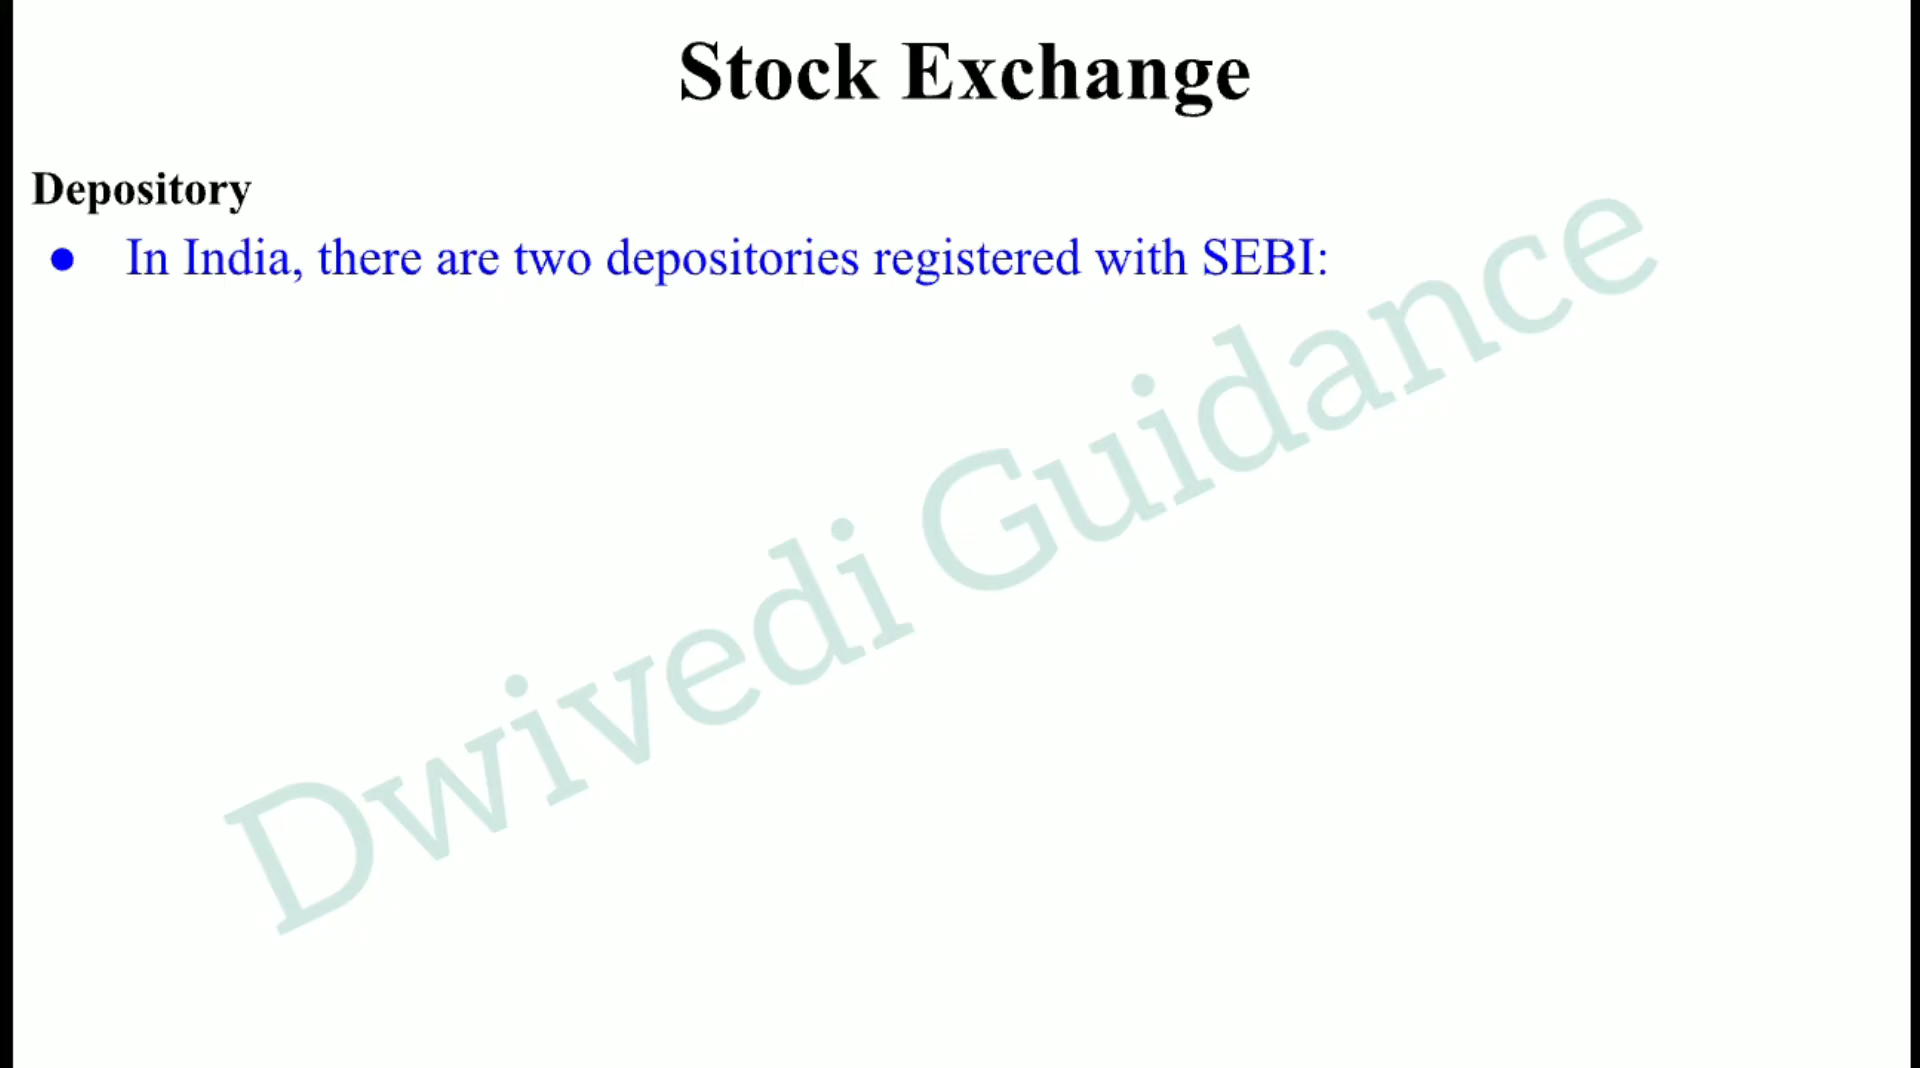 Stock Exchange
Depository
● In India, there are two depositories registered with SEBI:
Dwivedi Guidance